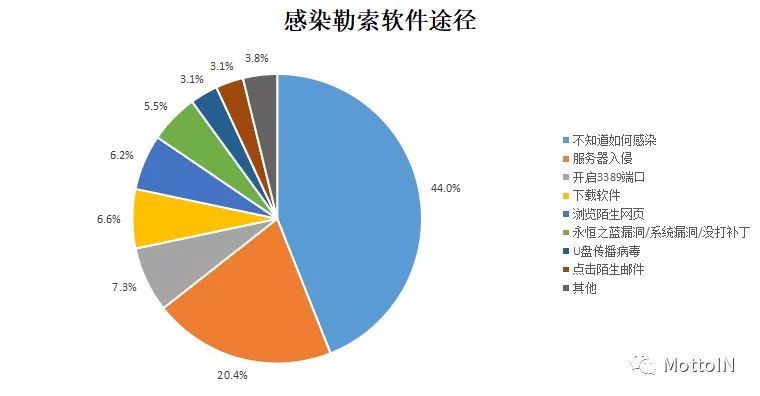 感染勒索软件途径
3.8%
3.1%
3.1%
5.5%
6.2%
6.6%
7.3%
20.4%
44.0%
不知道如何感染
服务器入侵
开启3389端口
下载软件
浏览陌生网页
永恒之蓝漏洞/系统漏洞/没打补丁
U盘传播病毒
点击陌生邮件
其他
MottoIN